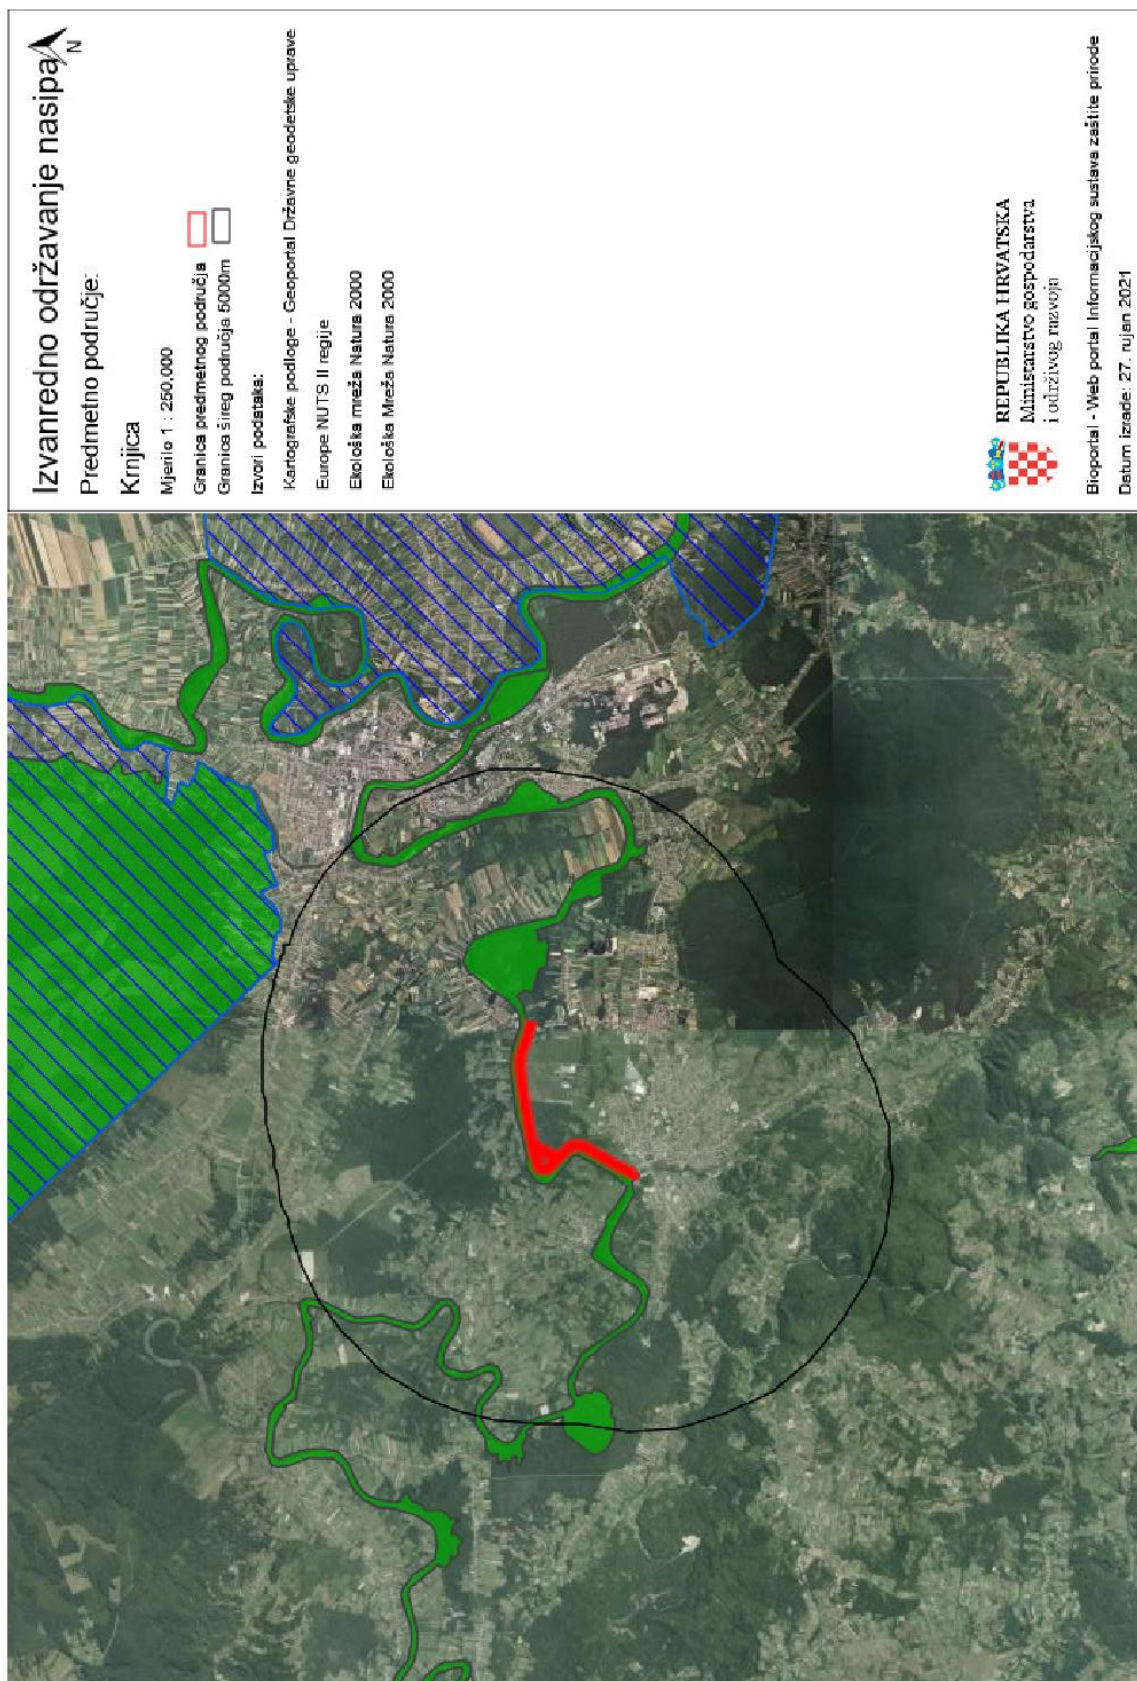 Izvanredno održavanje nasipa
N
Predmetno područje:
Krnjica
Mjerilo 1 : 250,000
Granica predmetnog područja
Granica šireg područja 5000m
Izvori podataka:
Kartografske podloge - Geoportal Državne geodetske uprave
Europe NUTS II regije
Ekološka mreža Natura 2000
Ekološka Mreža Natura 2000
REPUBLIKA HRVATSKA
Ministarstvo gospodarstva
i održivog razvoja
Bioportal - Web portal Informacijskog sustava zaštite prirode
Datum izrade: 27. rujan 2021